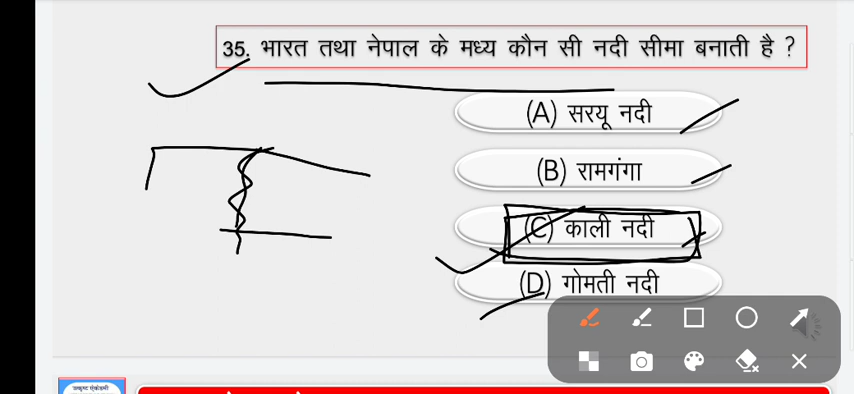 35. भारत तथा नेपाल के मध्य कौन सी नदी सीमा बनाती है ?
(A) सरयू नदी
(B) रामगंगा
(C) काली नदी
(D) गोमती नदी